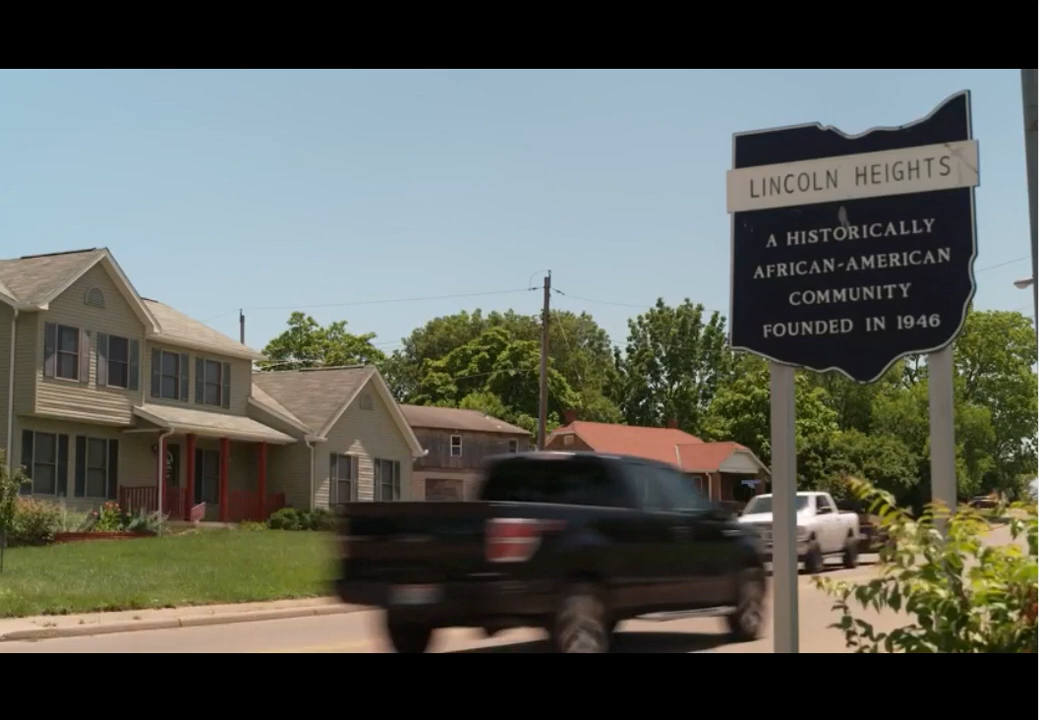 LINCOLN HEIGHTS
A HISTORICALLY
AFRICAN-AMERICAN
COMMUNITY
FOUNDED IN 1946